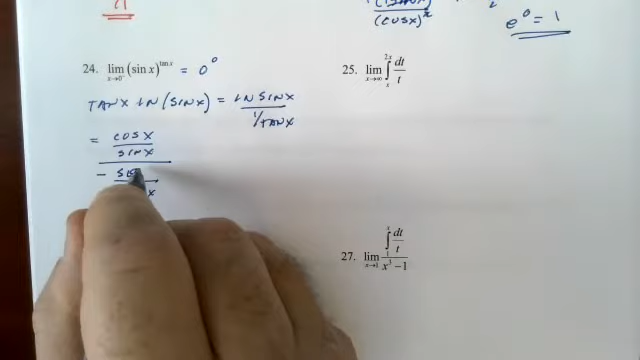 (cosx)²
e⁰ = 1
24. lim x→0 (sin x)^tan x = 0⁰
TANX LN(SINX) = LN SINX / 1/TANX
= COSX / SINX
-
x
25. lim x→∞ ∫ₓ²ˣ dt/t
27. lim x→1 ∫₁ˣ dt/t / x³ − 1